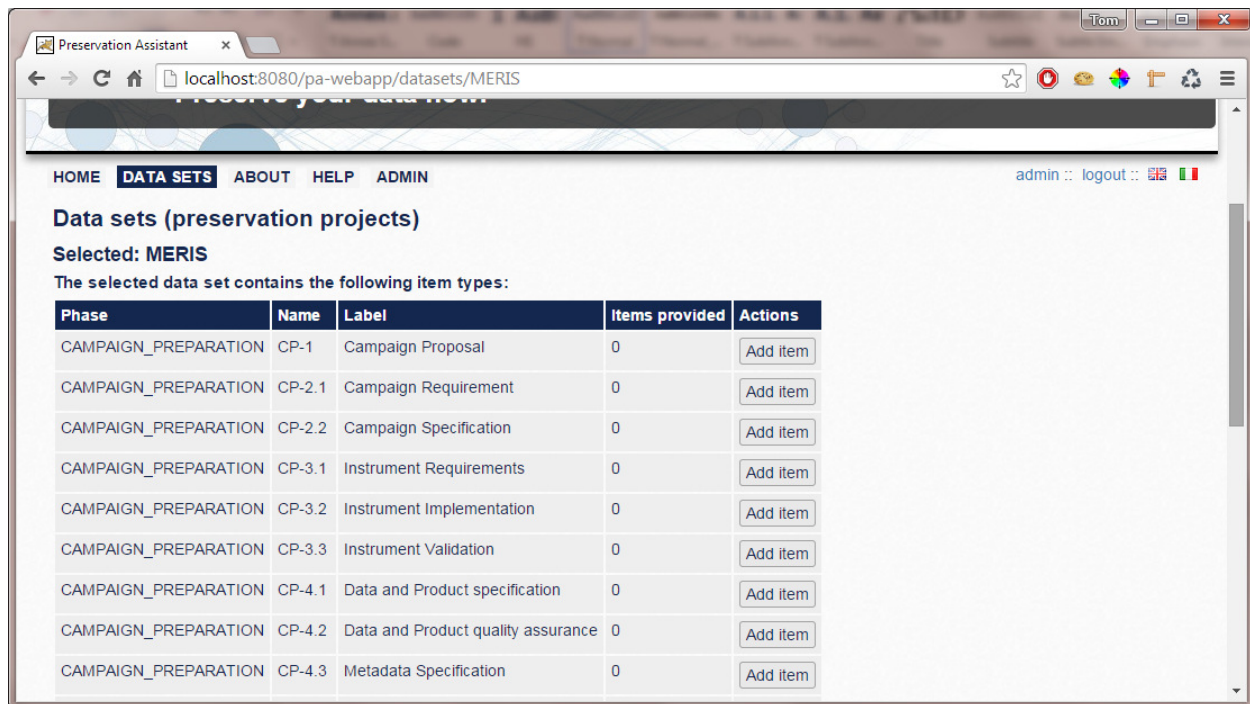 Tom
Preservation Assistant
localhost:8080/pa-webapp/datasets/MERIS
Preserve your data now!
HOME DATA SETS ABOUT HELP ADMIN admin :: logout ::
Data sets (preservation projects)
Selected: MERIS
The selected data set contains the following item types:
Phase Name Label Items provided Actions
CAMPAIGN_PREPARATION CP-1 Campaign Proposal 0 Add item
CAMPAIGN_PREPARATION CP-2.1 Campaign Requirement 0 Add item
CAMPAIGN_PREPARATION CP-2.2 Campaign Specification 0 Add item
CAMPAIGN_PREPARATION CP-3.1 Instrument Requirements 0 Add item
CAMPAIGN_PREPARATION CP-3.2 Instrument Implementation 0 Add item
CAMPAIGN_PREPARATION CP-3.3 Instrument Validation 0 Add item
CAMPAIGN_PREPARATION CP-4.1 Data and Product specification 0 Add item
CAMPAIGN_PREPARATION CP-4.2 Data and Product quality assurance 0 Add item
CAMPAIGN_PREPARATION CP-4.3 Metadata Specification 0 Add item